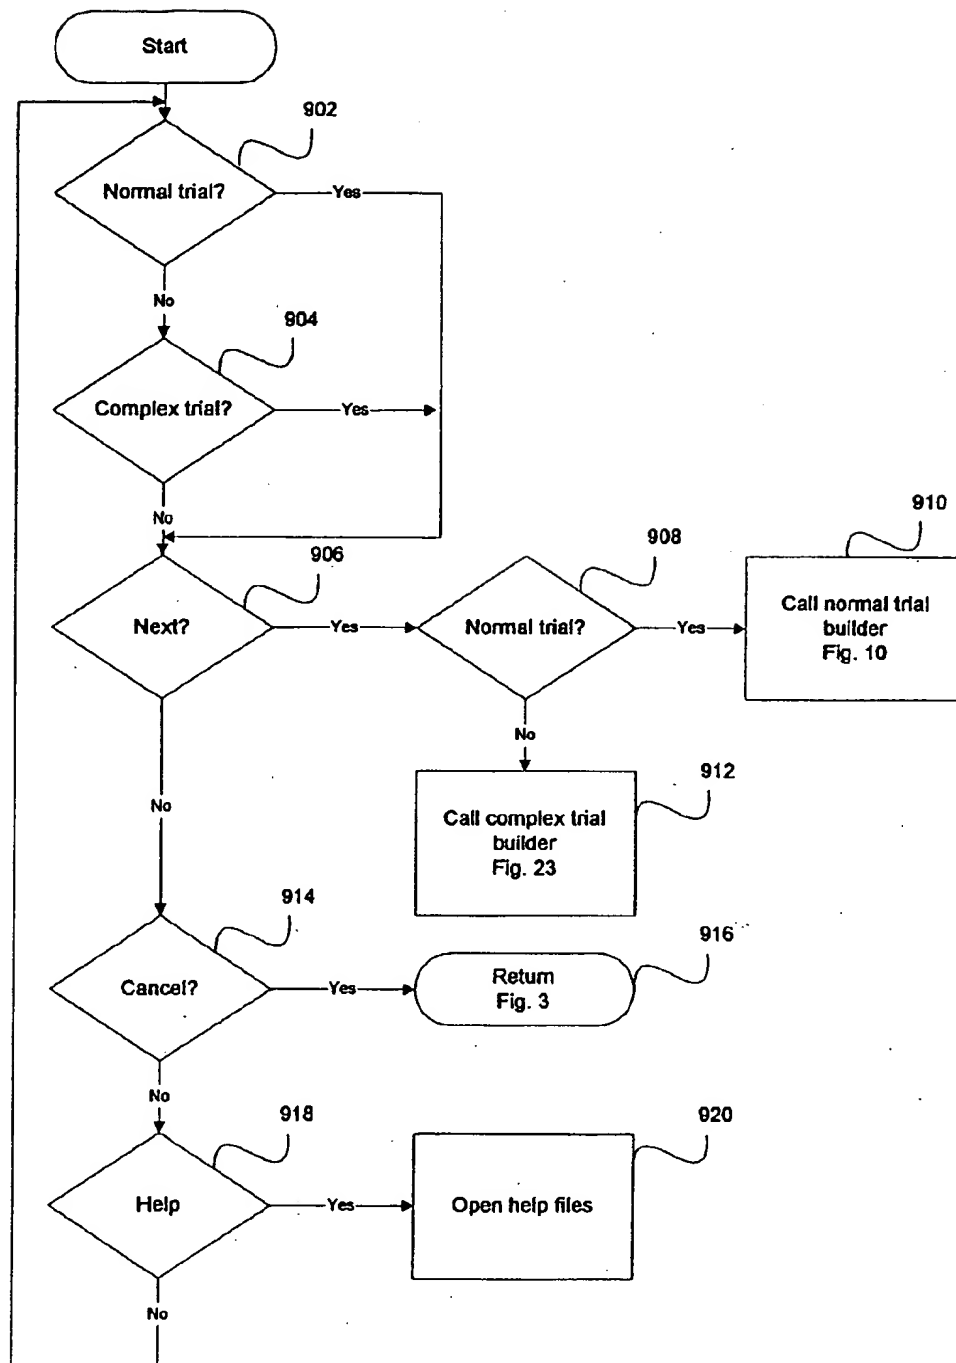 Start
902
Normal trial?
Yes
No
904
Complex trial?
Yes
No
906
Next?
Yes
908
Normal trial?
Yes
910
Call normal trial
builder
Fig. 10
No
912
Call complex trial
builder
Fig. 23
No
914
Cancel?
Yes
916
Return
Fig. 3
No
918
Help
Yes
920
Open help files
No